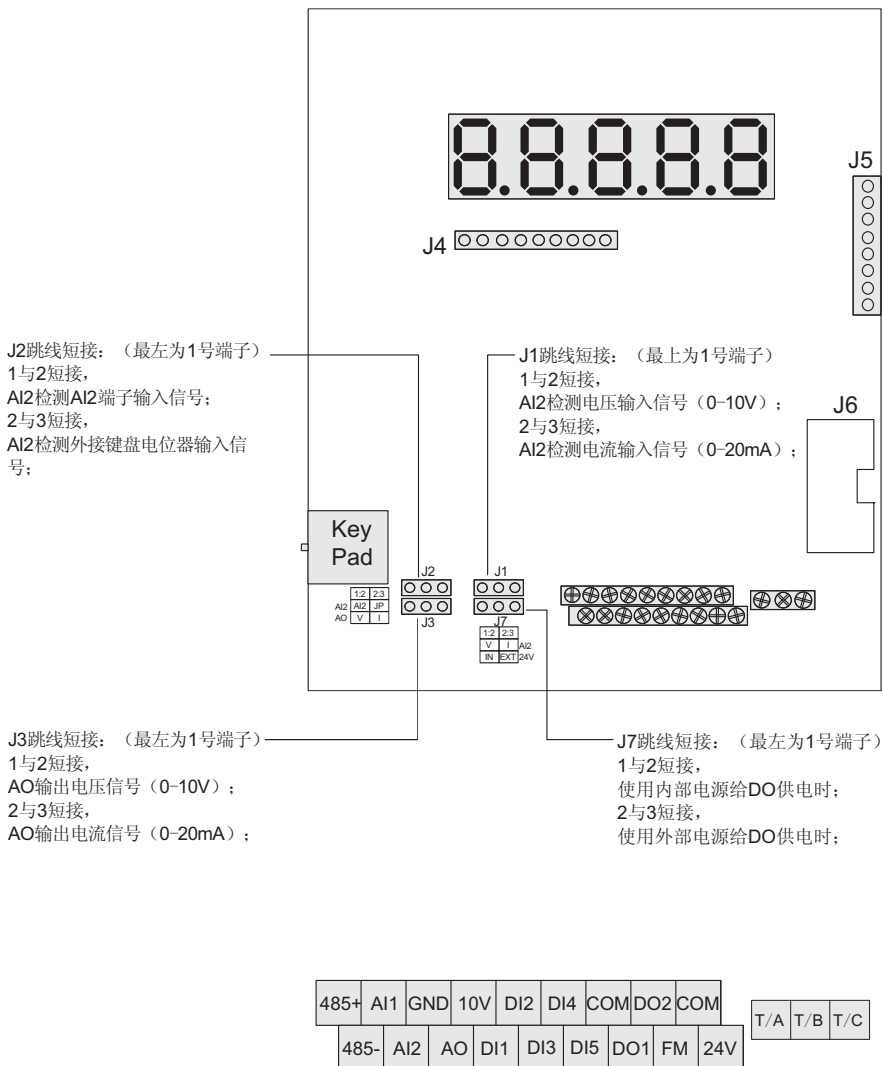 J5
J4
J2跳线短接：（最左为1号端子）
1与2短接，
AI2检测AI2端子输入信号；
2与3短接，
AI2检测外接键盘电位器输入信
号；
J1跳线短接：（最上为1号端子）
1与2短接，
AI2检测电压输入信号（0-10V）；
2与3短接，
AI2检测电流输入信号（0-20mA）；
J6
Key
Pad
J2
J1
1:2 2:3
AI2 AI2 JP
AO V I
J3
J7
1:2 2:3
V I AI2
IN EXT 24V
J3跳线短接：（最左为1号端子）
1与2短接，
AO输出电压信号（0-10V）；
2与3短接，
AO输出电流信号（0-20mA）；
J7跳线短接：（最左为1号端子）
1与2短接，
使用内部电源给DO供电时；
2与3短接，
使用外部电源给DO供电时；
485+ AI1 GND 10V DI2 DI4 COM DO2 COM
T/A T/B T/C
485- AI2 AO DI1 DI3 DI5 DO1 FM 24V